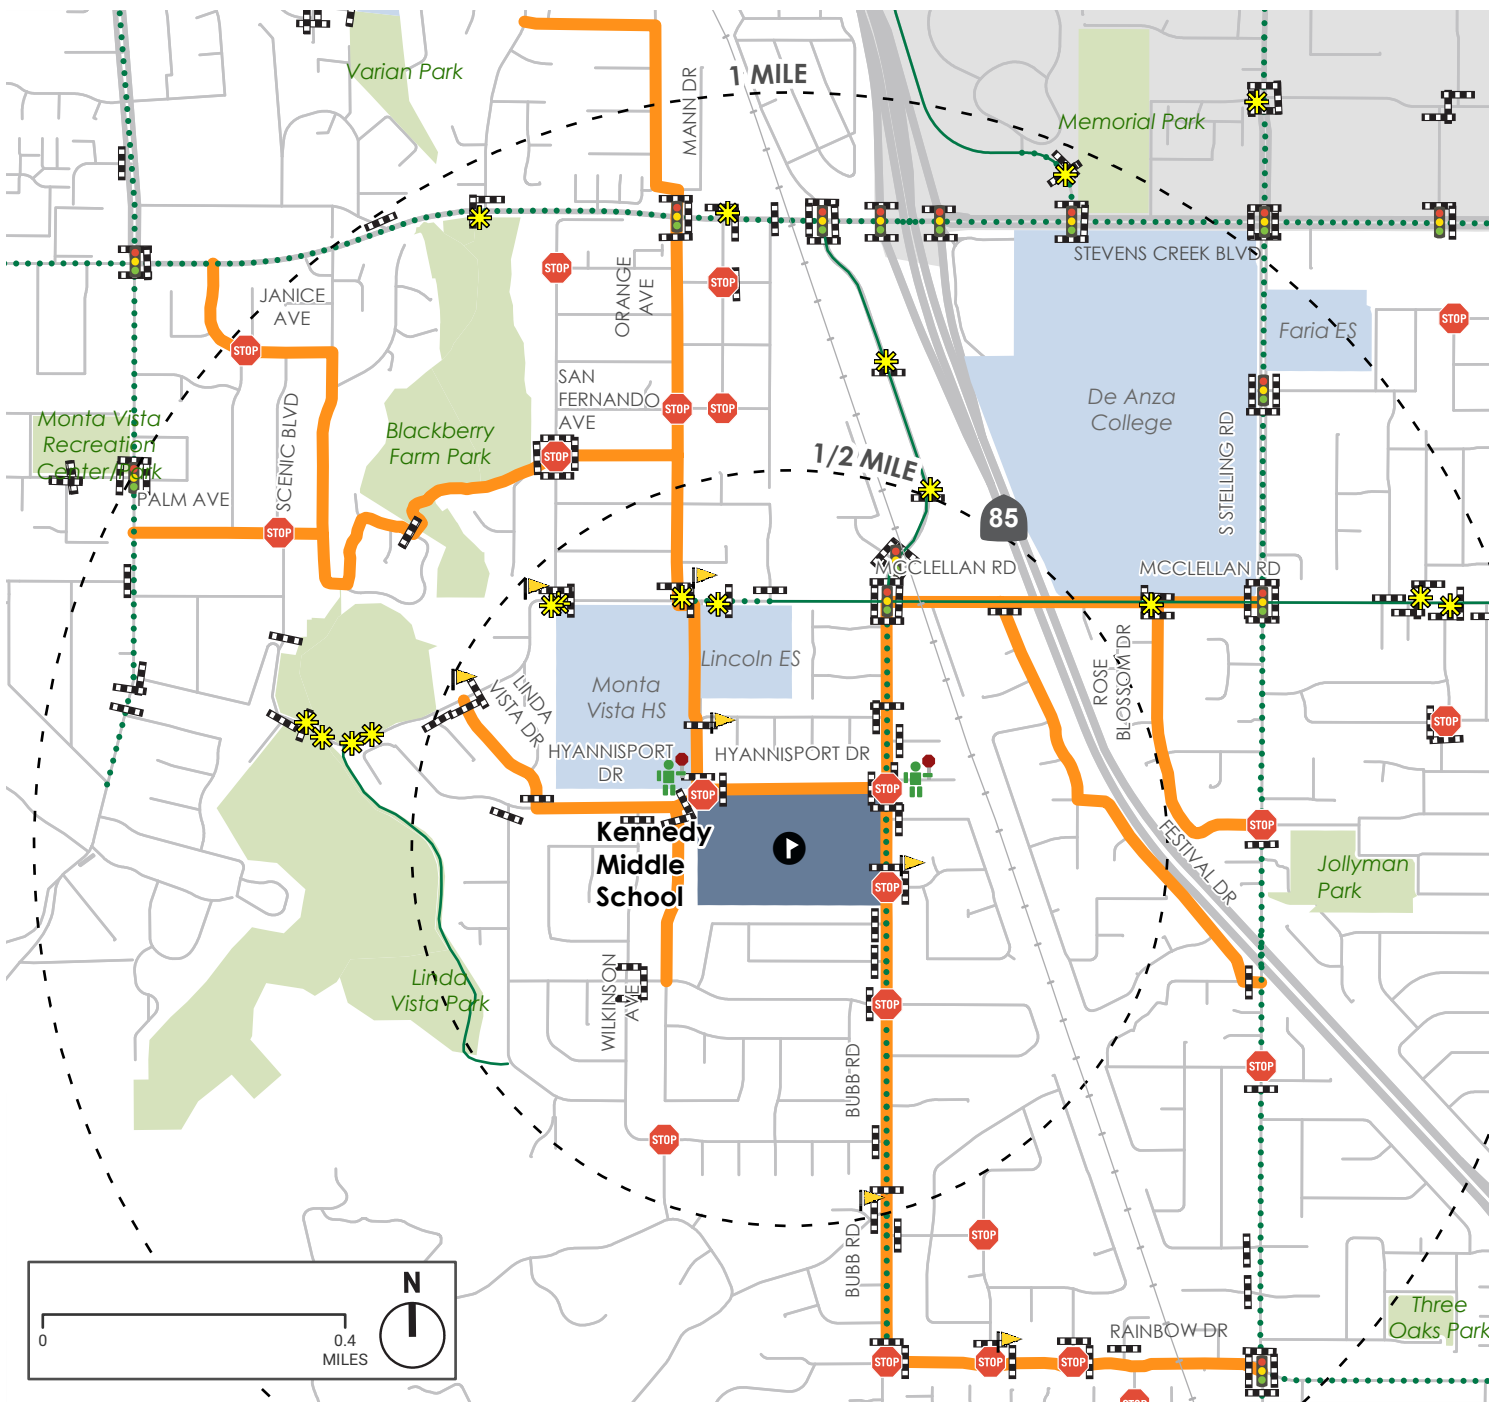 Varian Park
1 MILE
MANN DR
Memorial Park
STEVENS CREEK BLVD
JANICE
AVE
ORANGE
AVE
STOP
STOP
STOP
STOP
Faria ES
SAN
FERNANDO
AVE
STOP
STOP
De Anza
College
Monta Vista
Recreation
Center/Park
SCENIC BLVD
Blackberry
Farm Park
STOP
1/2 MILE
S STELLING RD
PALM AVE
STOP
85
MCCLELLAN RD
MCCLELLAN RD
LINDA
VISTA DR
Monta
Vista HS
Lincoln ES
ROSE
BLOSSOM DR
STOP
HYANNISPORT
DR
HYANNISPORT DR
STOP
STOP
STOP
Kennedy
Middle
School
FESTIVAL DR
Jollyman
Park
STOP
Linda
Vista Park
WILKINSON
AVE
STOP
BUBB RD
STOP
STOP
BUBB RD
STOP
N
0
0.4
MILES
RAINBOW DR
Three
Oaks Park
STOP
STOP
STOP
STOP